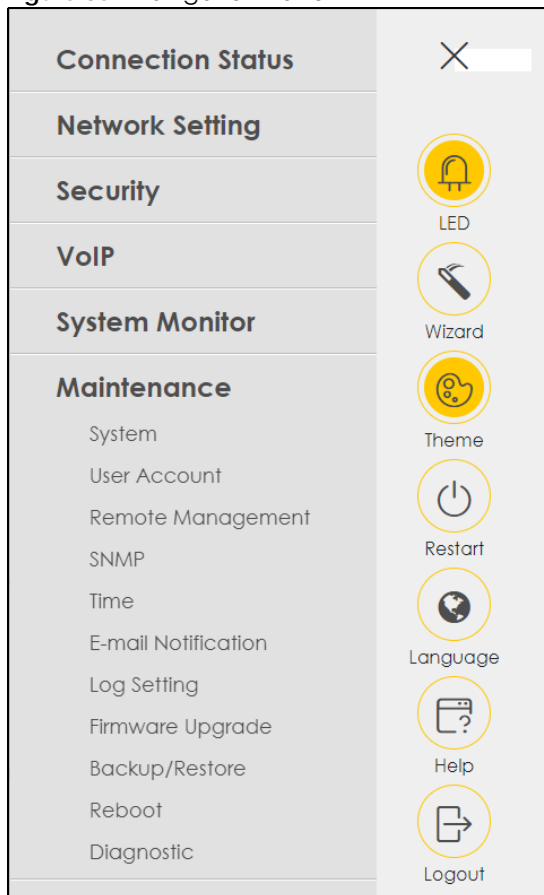 Connection Status
Network Setting
Security
VoIP
System Monitor
Maintenance
System
User Account
Remote Management
SNMP
Time
E-mail Notification
Log Setting
Firmware Upgrade
Backup/Restore
Reboot
Diagnostic
LED
Wizard
Theme
Restart
Language
Help
Logout